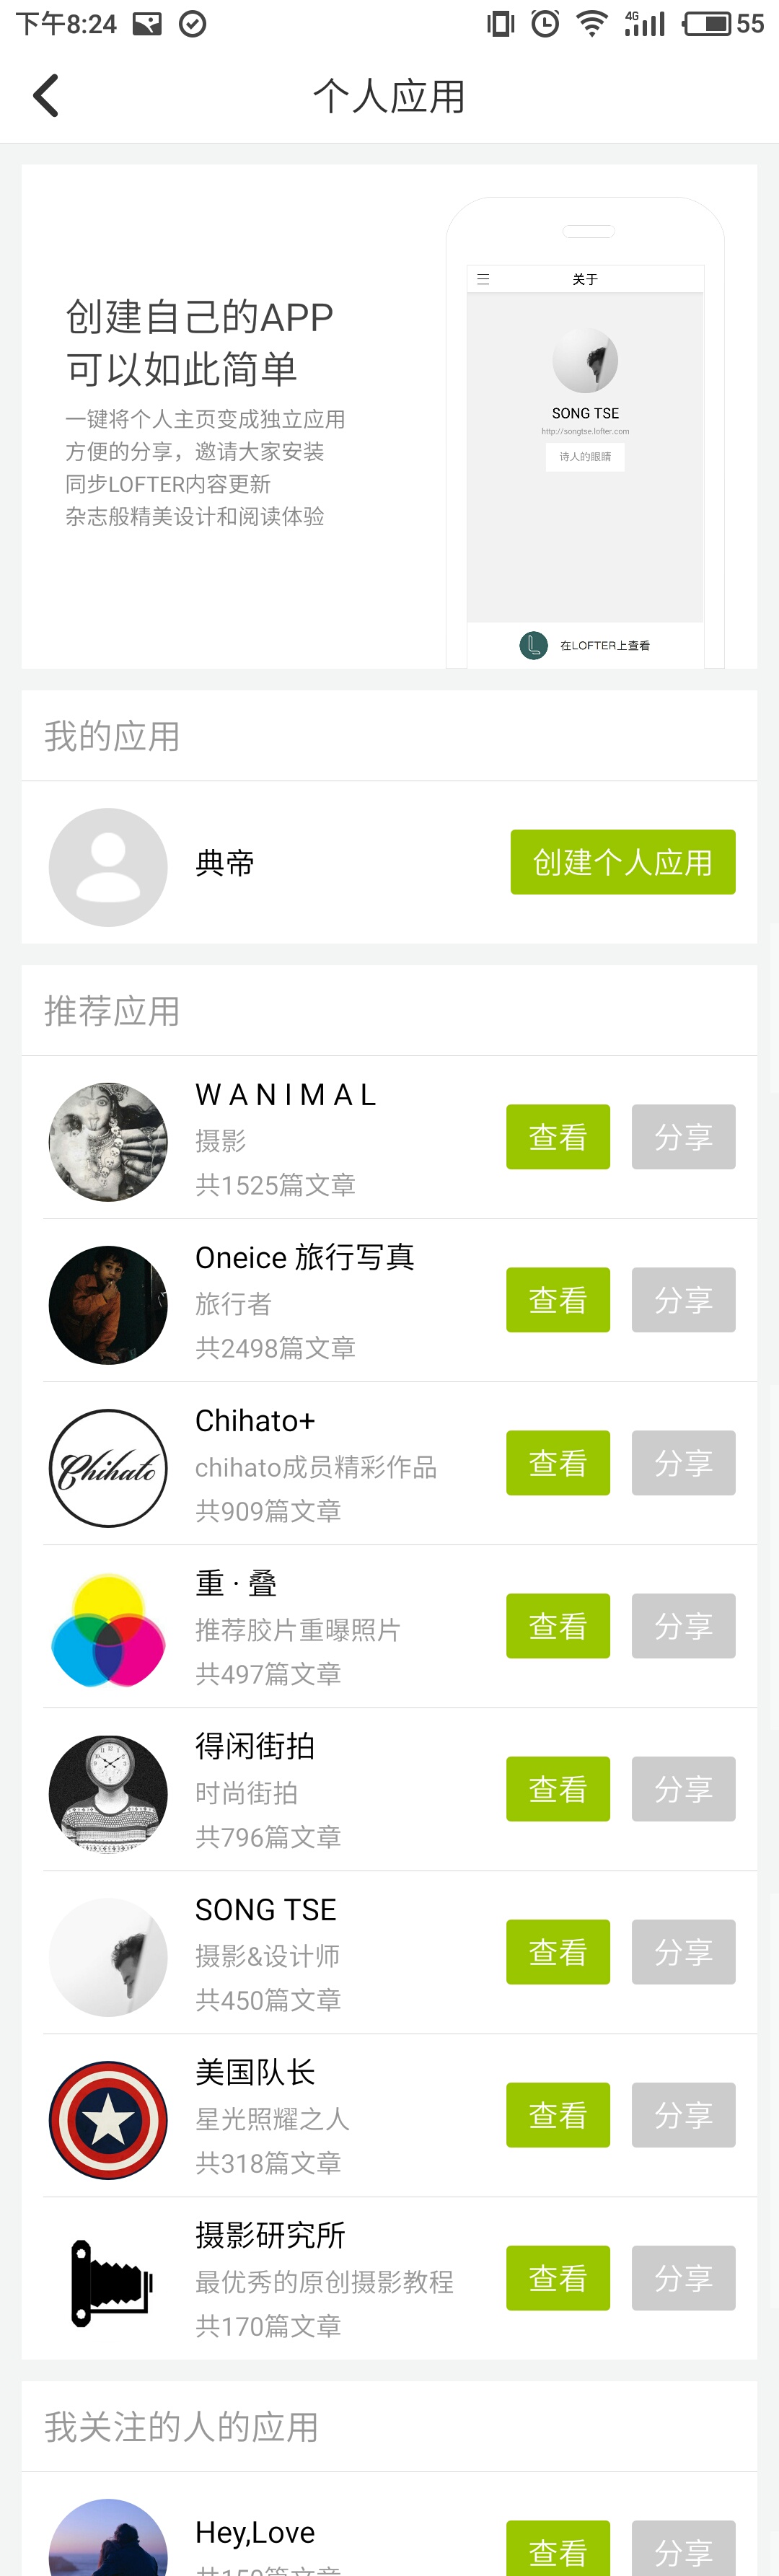 下午8:24
4G
55
个人应用
创建自己的APP
可以如此简单
一键将个人主页变成独立应用
方便的分享，邀请大家安装
同步LOFTER内容更新
杂志般精美设计和阅读体验
关于
SONG TSE
http://songtse.lofter.com
诗人的眼睛
在LOFTER上查看
我的应用
典帝
创建个人应用
推荐应用
W A N I M A L
摄影
共1525篇文章
查看 分享
Oneice 旅行写真
旅行者
共2498篇文章
查看 分享
Chihato
Chihato+
chihato成员精彩作品
共909篇文章
查看 分享
重 · 叠
推荐胶片重曝照片
共497篇文章
查看 分享
得闲街拍
时尚街拍
共796篇文章
查看 分享
SONG TSE
摄影&设计师
共450篇文章
查看 分享
美国队长
星光照耀之人
共318篇文章
查看 分享
摄影研究所
最优秀的原创摄影教程
共170篇文章
查看 分享
我关注的人的应用
Hey,Love
查看 分享